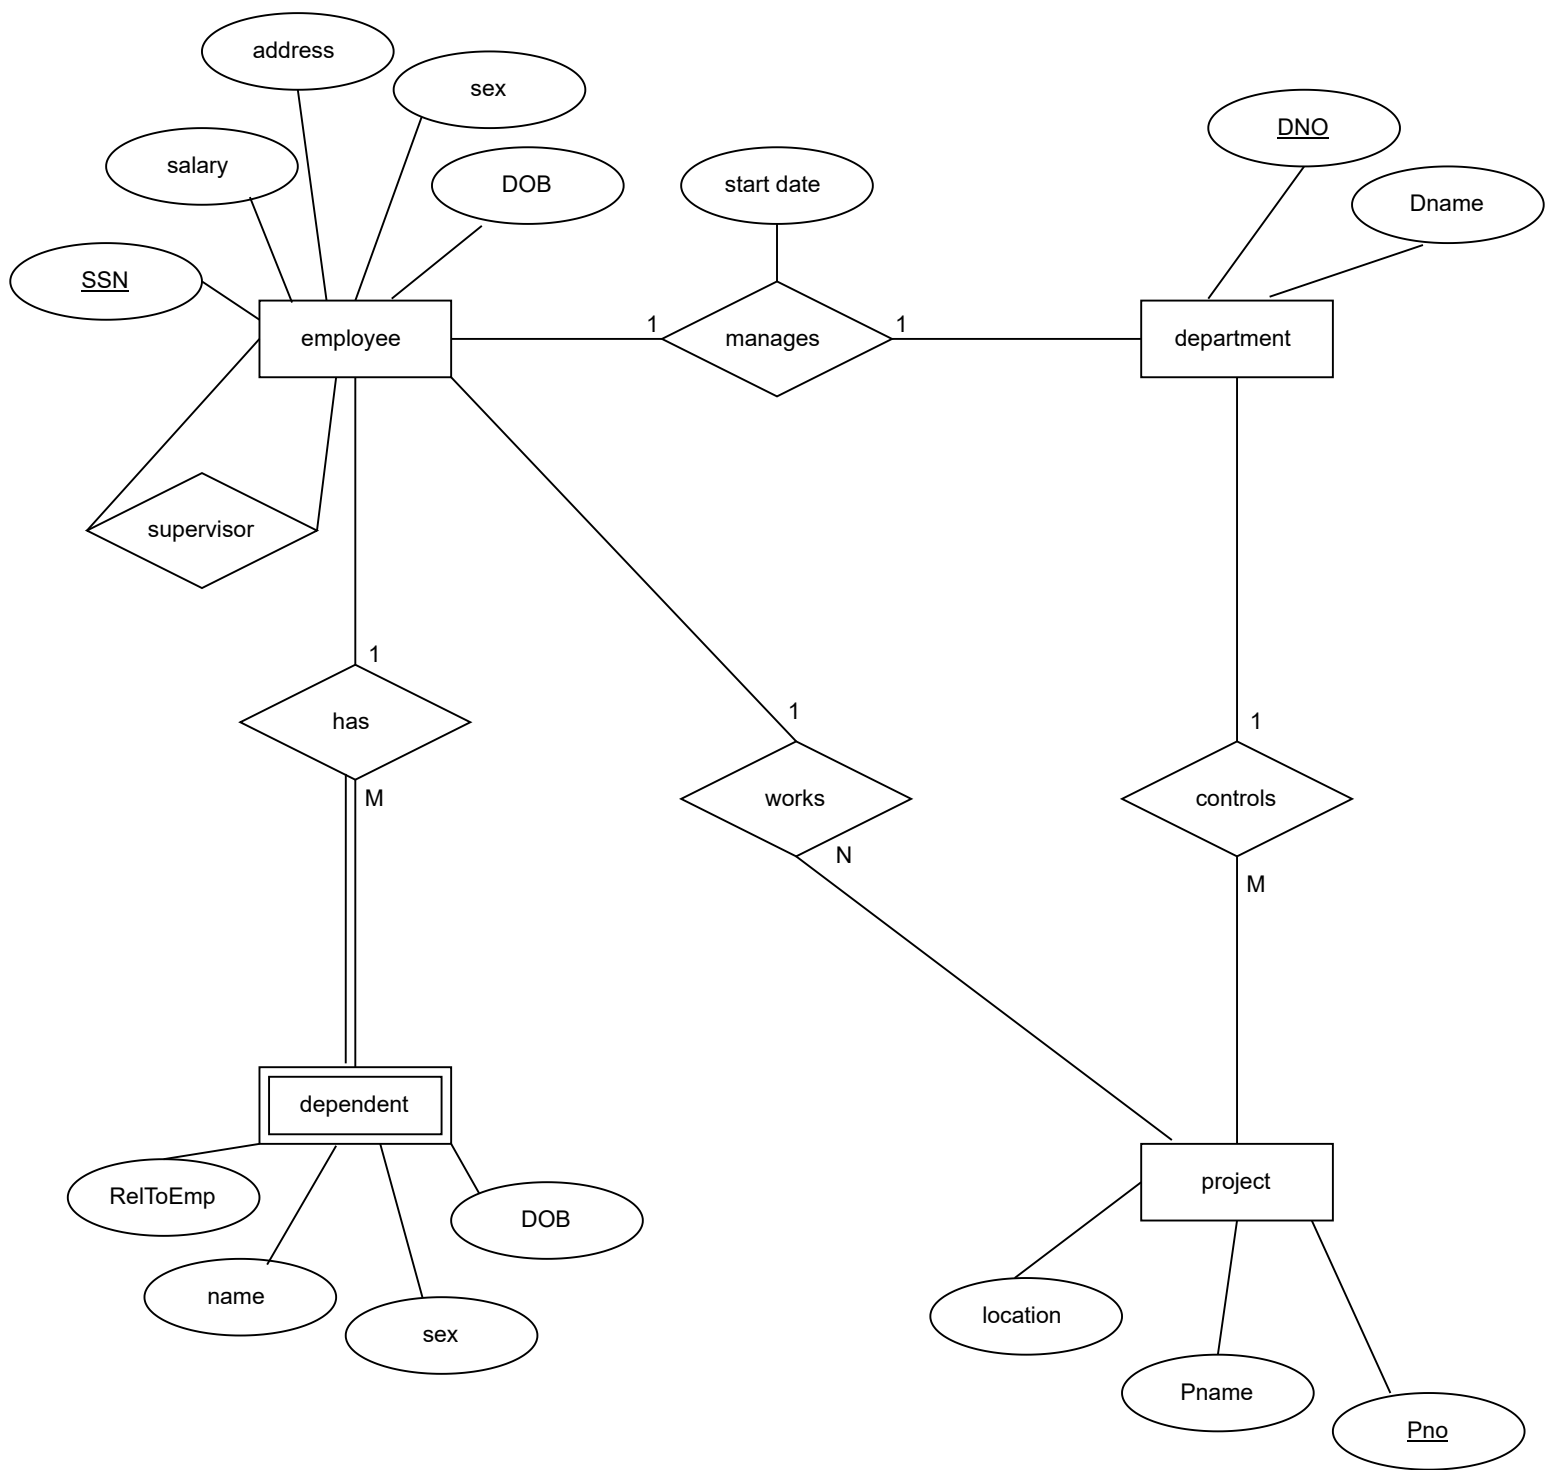 address
sex
DNO
salary
DOB
start date
Dname
SSN
employee
1
manages
1
department
supervisor
1
has
M
1
works
N
1
controls
M
dependent
RelToEmp
name
sex
DOB
project
location
Pname
Pno